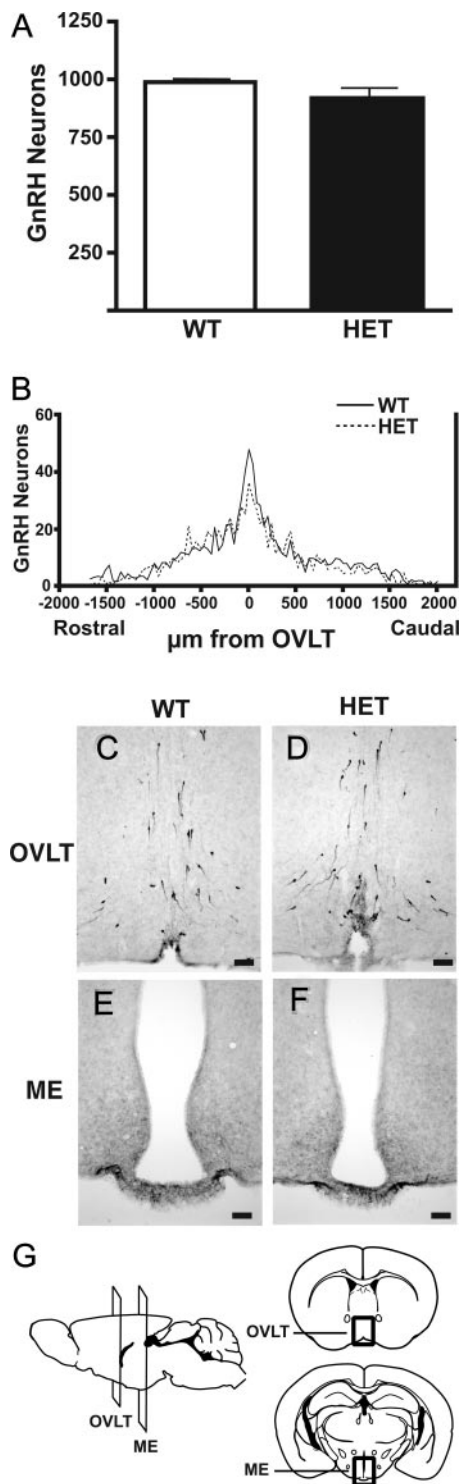 A
GnRH Neurons
1250
1000
750
500
250
WT
HET
B
GnRH Neurons
60
40
20
0
WT
HET
-2000 -1500 -1000 -500 0 500 1000 1500 2000
Rostral
µm from OVLT
Caudal
WT
HET
OVLT
C
D
ME
E
F
G
OVLT
ME
OVLT
ME